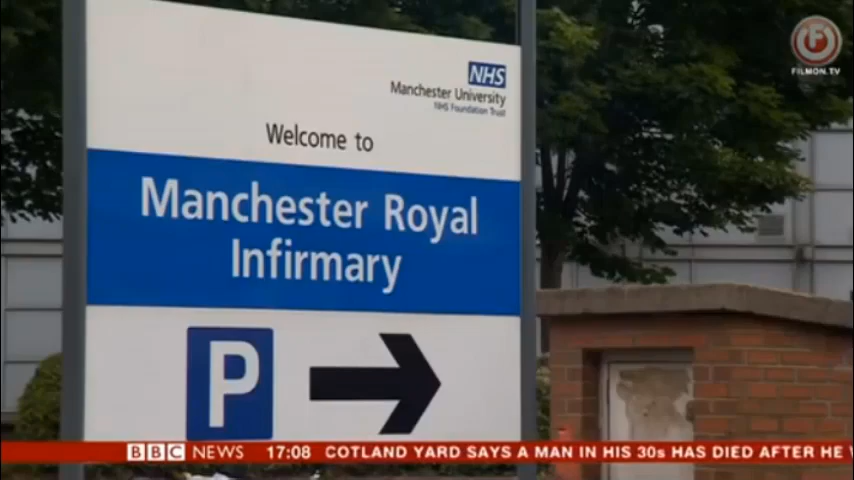 F
FILMON.TV
NHS
Manchester University
NHS Foundation Trust
Welcome to
Manchester Royal
Infirmary
P
BBC NEWS 17:08 COTLAND YARD SAYS A MAN IN HIS 30s HAS DIED AFTER HE W